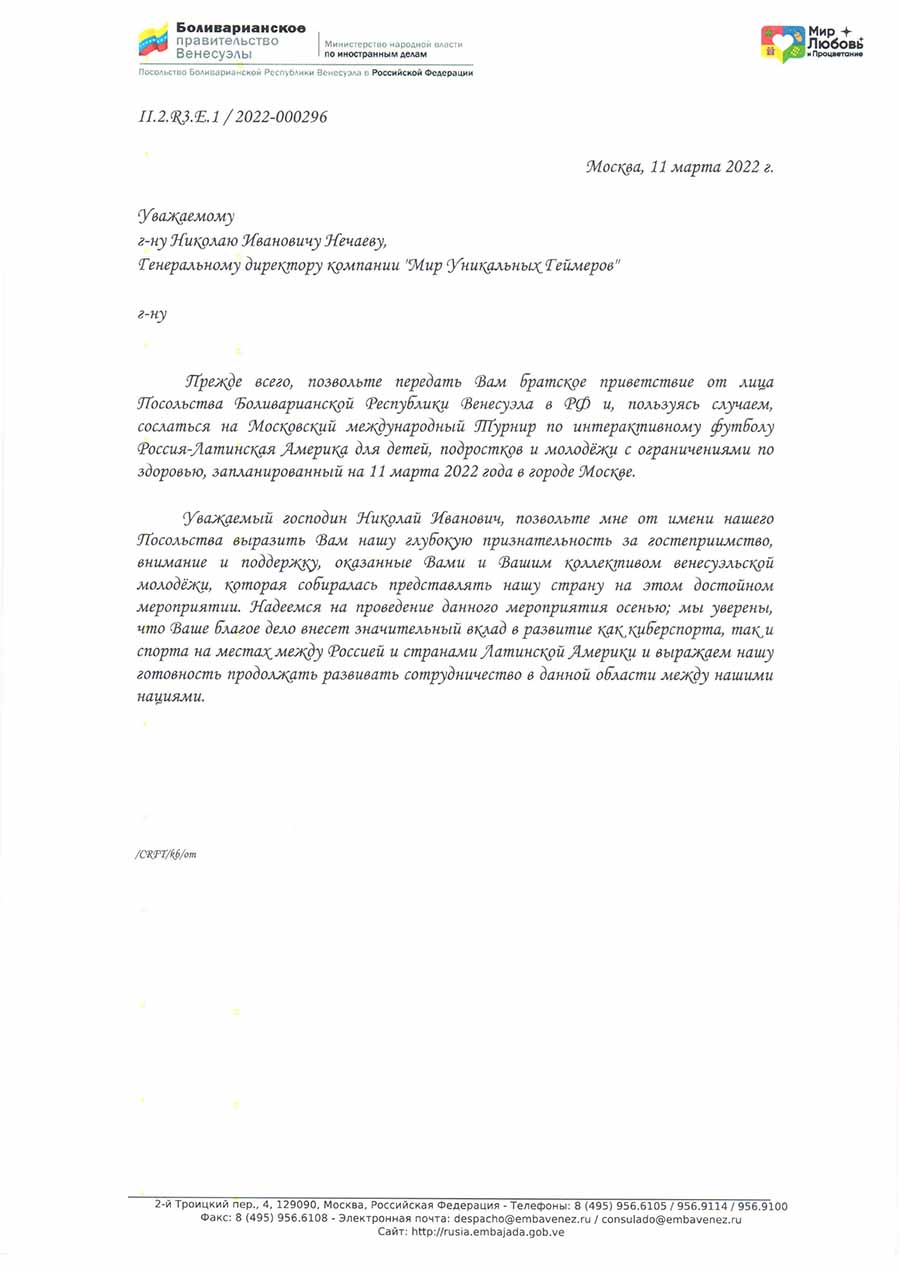 Боливарианское
правительство
Венесуэлы
Министерство народной власти
по иностранным делам
Посольство Боливарианской Республики Венесуэла в Российской Федерации
Мир
Любовь
и Процветание
II.2.R3.E.1 / 2022-000296
Москва, 11 марта 2022 г.
Уважаемому
г-ну Николаю Ивановичу Нечаеву,
Генеральному директору компании "Мир Уникальных Геймеров"
г-ну
Прежде всего, позвольте передать Вам братское приветствие от лица
Посольства Боливарианской Республики Венесуэла в РФ и, пользуясь случаем,
сослаться на Московский международный Турнир по интерактивному футболу
Россия-Латинская Америка для детей, подростков и молодёжи с ограничениями по
здоровью, запланированный на 11 марта 2022 года в городе Москве.
Уважаемый господин Николай Иванович, позвольте мне от имени нашего
Посольства выразить Вам нашу глубокую признательность за гостеприимство,
внимание и поддержку, оказанные Вами и Вашим коллективом венесуэльской
молодёжи, которая собиралась представлять нашу страну на этом достойном
мероприятии. Надеемся на проведение данного мероприятия осенью; мы уверены,
что Ваше благое дело внесет значительный вклад в развитие как киберспорта, так и
спорта на местах между Россией и странами Латинской Америки и выражаем нашу
готовность продолжать развивать сотрудничество в данной области между нашими
нациями.
/CRFT/kb/om
2-й Троицкий пер., 4, 129090, Москва, Российская Федерация - Телефоны: 8 (495) 956.6105 / 956.9114 / 956.9100
Факс: 8 (495) 956.6108 - Электронная почта: despacho@embavenez.ru / consulado@embavenez.ru
Сайт: http://rusia.embajada.gob.ve